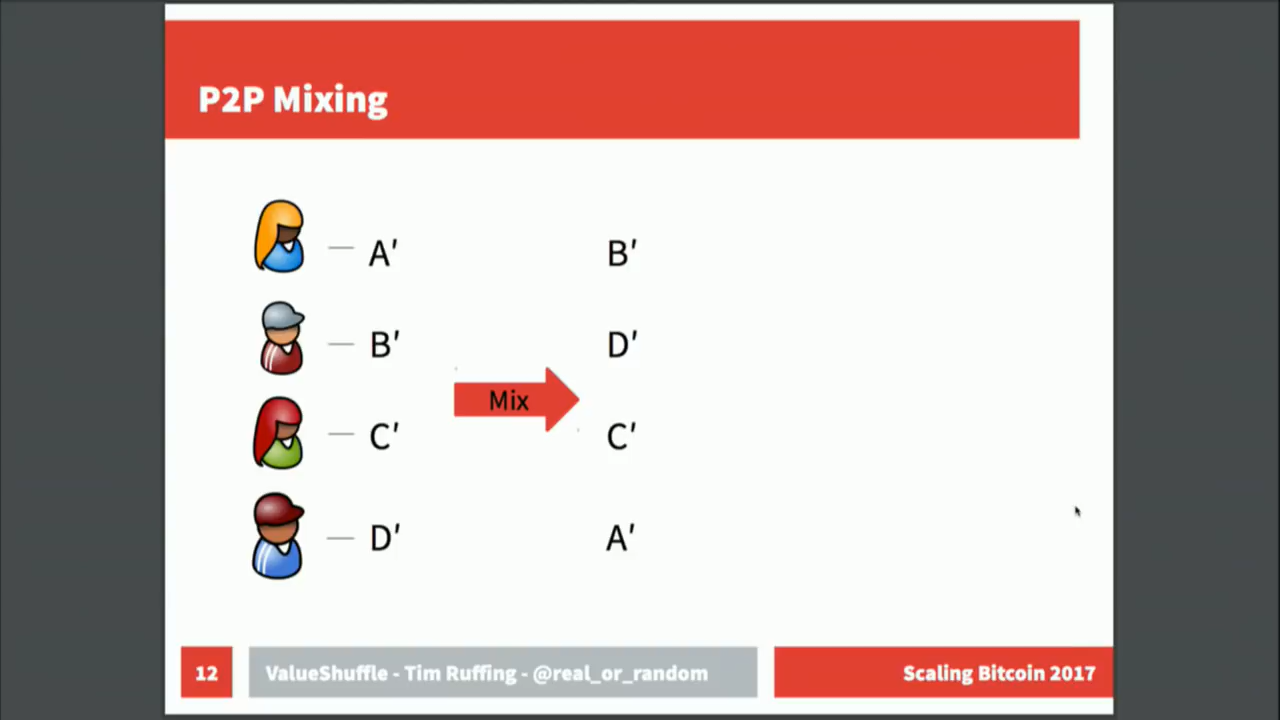 P2P Mixing
A′ B′
B′ D′
Mix
C′ C′
D′ A′
12 ValueShuffle - Tim Ruffing - @real_or_random Scaling Bitcoin 2017